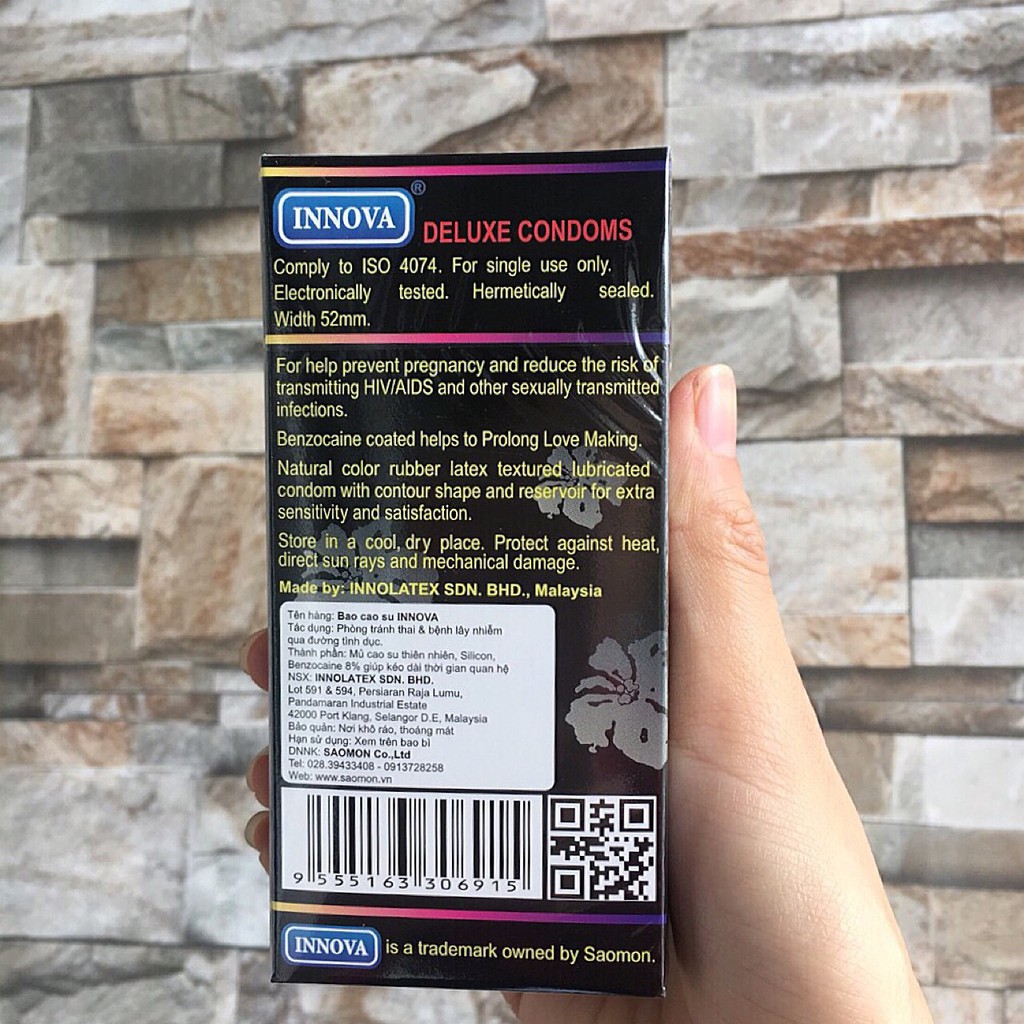 INNOVA ®
DELUXE CONDOMS
Comply to ISO 4074. For single use only.
Electronically tested. Hermetically sealed.
Width 52mm.
For help prevent pregnancy and reduce the risk of
transmitting HIV/AIDS and other sexually transmitted
infections.
Benzocaine coated helps to Prolong Love Making.
Natural color rubber latex textured lubricated
condom with contour shape and reservoir for extra
sensitivity and satisfaction.
Store in a cool, dry place. Protect against heat,
direct sun rays and mechanical damage.
Made by: INNOLATEX SDN. BHD., Malaysia
Tên hàng: Bao cao su INNOVA
Tác dụng: Phòng tránh thai & bệnh lây nhiễm
qua đường tình dục.
Thành phần: Mủ cao su thiên nhiên, Silicon,
Benzocaine 8% giúp kéo dài thời gian quan hệ
NSX: INNOLATEX SDN. BHD.
Lot 591 & 594, Persiaran Raja Lumu,
Pandamaran Industrial Estate
42000 Port Klang, Selangor D.E, Malaysia
Bảo quản: Nơi khô ráo, thoáng mát
Hạn sử dụng: Xem trên bao bì
DNNK: SAOMON Co.,Ltd
Tel: 028.39433408 - 0913728258
Web: www.saomon.vn
9 555163 306915
INNOVA is a trademark owned by Saomon.